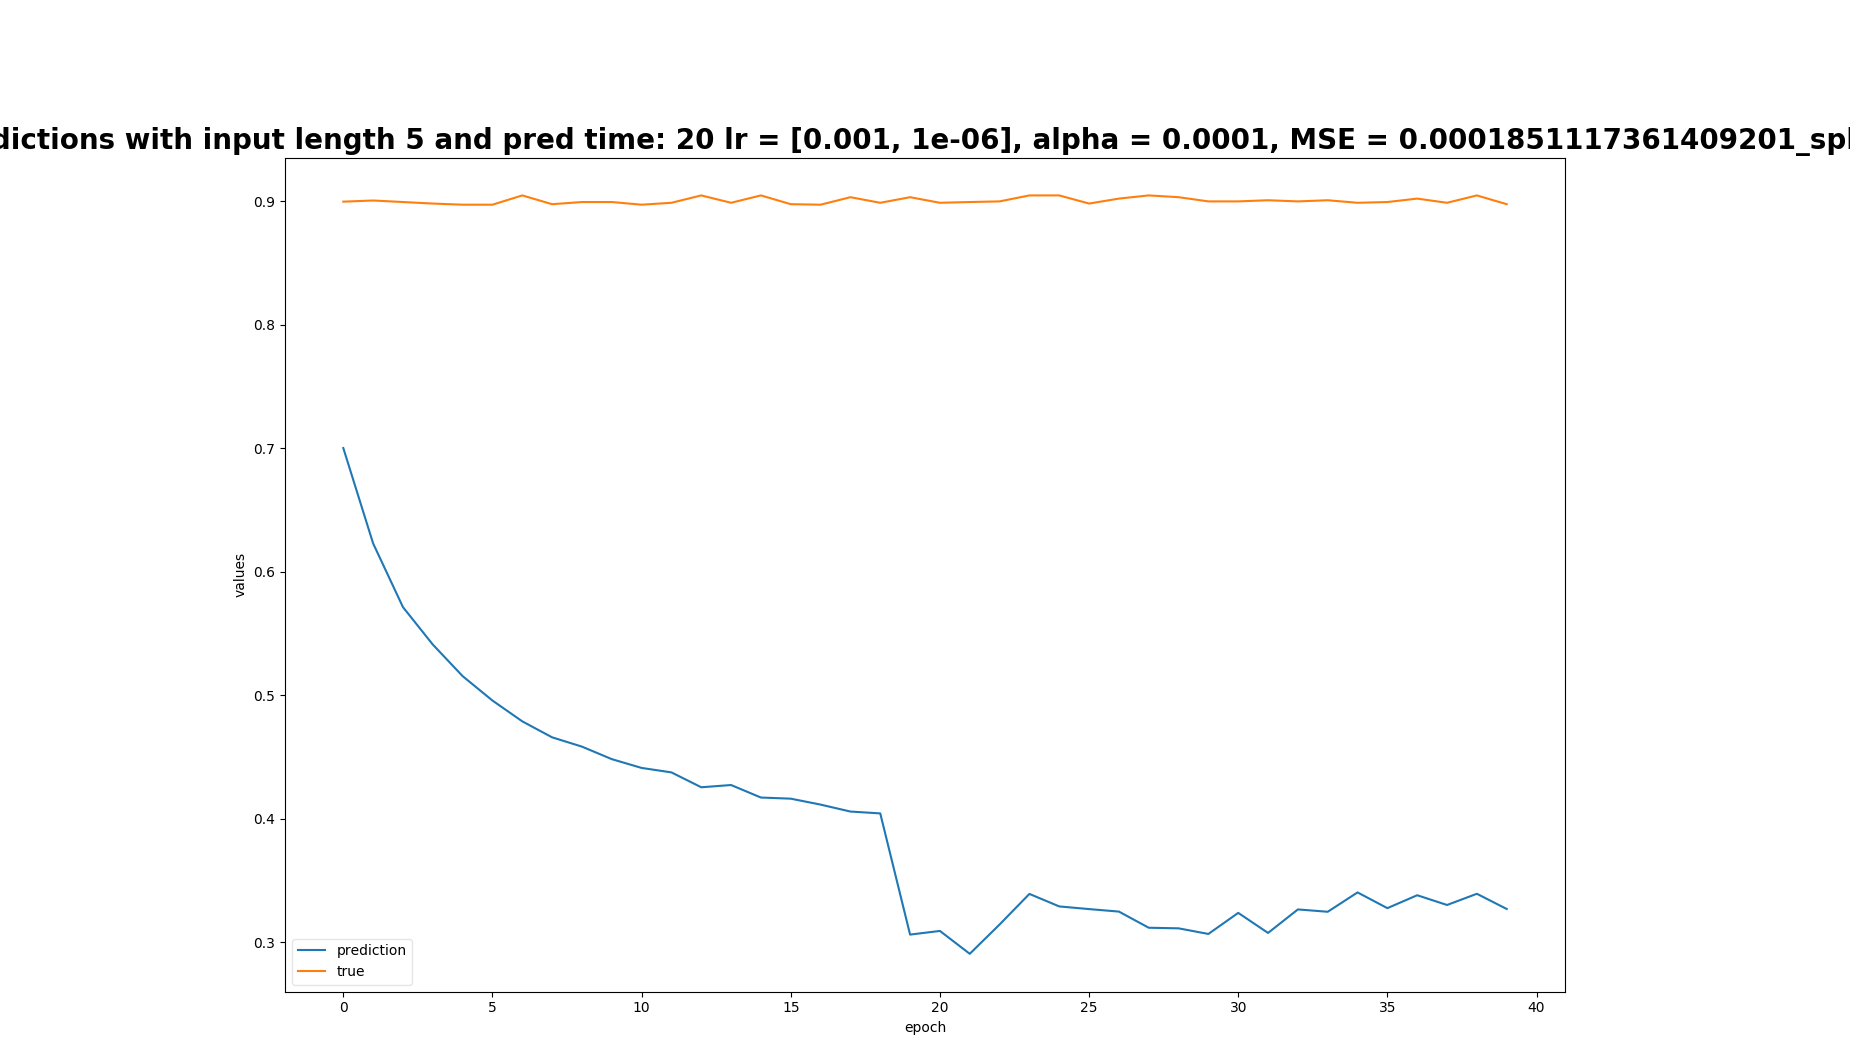 dictions with input length 5 and pred time: 20 lr = [0.001, 1e-06], alpha = 0.0001, MSE = 0.0001851117361409201_spl
0.9
0.8
0.7
0.6
0.5
0.4
0.3
values
prediction
true
0 5 10 15 20 25 30 35 40
epoch